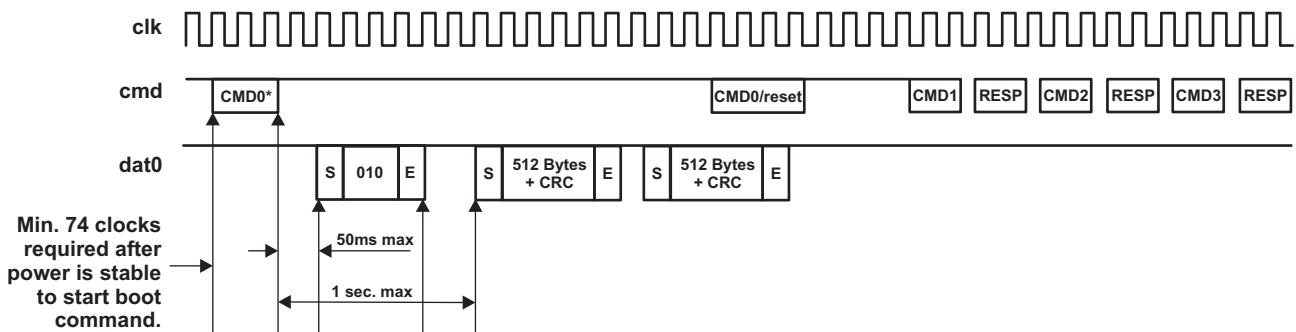 clk
cmd
CMD0*
CMD0/reset
CMD1
RESP
CMD2
RESP
CMD3
RESP
dat0
S
010
E
S
512 Bytes
+ CRC
E
S
512 Bytes
+ CRC
E
Min. 74 clocks
required after
power is stable
to start boot
command.
50ms max
1 sec. max